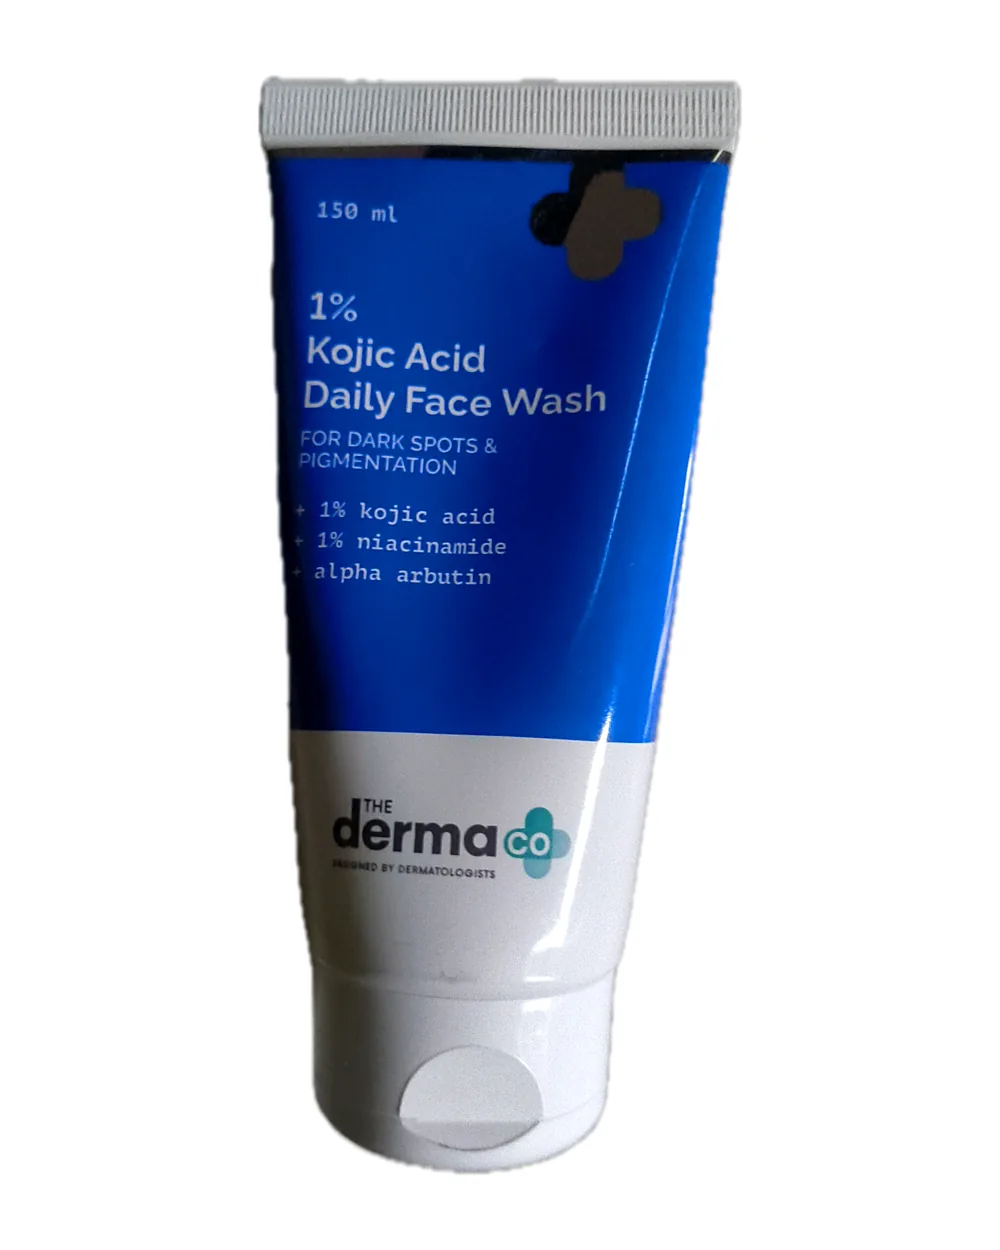 150 ml
1%
Kojic Acid
Daily Face Wash
FOR DARK SPOTS &
PIGMENTATION
+ 1% kojic acid
+ 1% niacinamide
+ alpha arbutin
THE
derma co
DESIGNED BY DERMATOLOGISTS